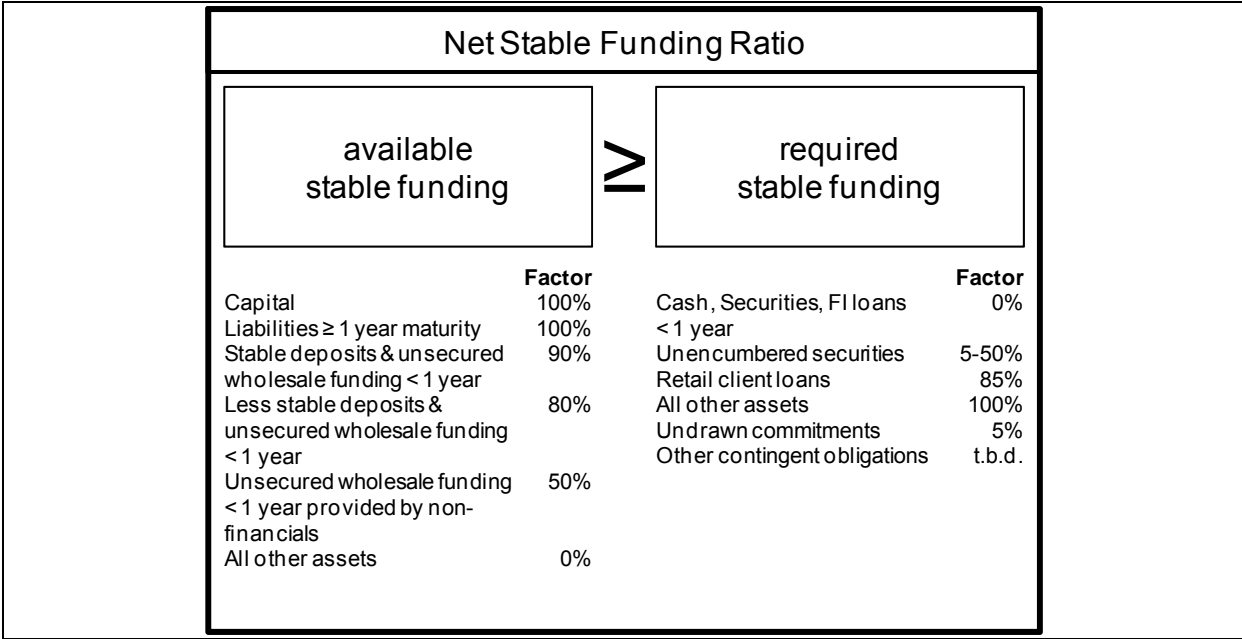 Net Stable Funding Ratio
available
stable funding
≥
required
stable funding
Factor
Capital 100%
Liabilities ≥ 1 year maturity 100%
Stable deposits & unsecured 90%
wholesale funding < 1 year
Less stable deposits & 80%
unsecured wholesale funding
< 1 year
Unsecured wholesale funding 50%
< 1 year provided by non-
financials
All other assets 0%
Factor
Cash, Securities, FI loans 0%
< 1 year
Unencumbered securities 5-50%
Retail client loans 85%
All other assets 100%
Undrawn commitments 5%
Other contingent obligations t.b.d.